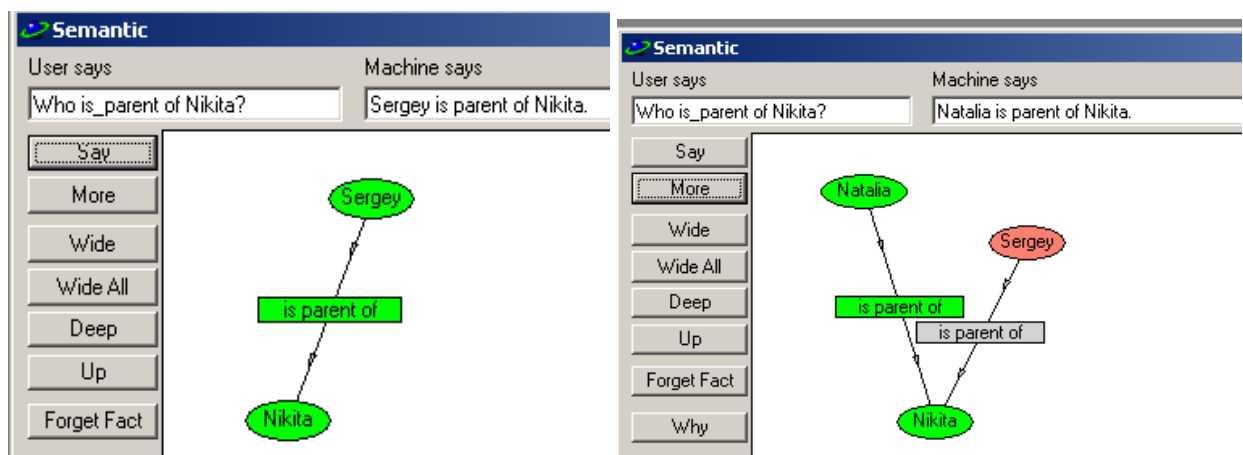 Semantic
User says Machine says
Who is_parent of Nikita? Sergey is parent of Nikita.
Say
More
Wide
Wide All
Deep
Up
Forget Fact
Sergey
is parent of
Nikita
Semantic
User says Machine says
Who is_parent of Nikita? Natalia is parent of Nikita.
Say
More
Wide
Wide All
Deep
Up
Forget Fact
Why
Natalia
Sergey
is parent of
is parent of
Nikita